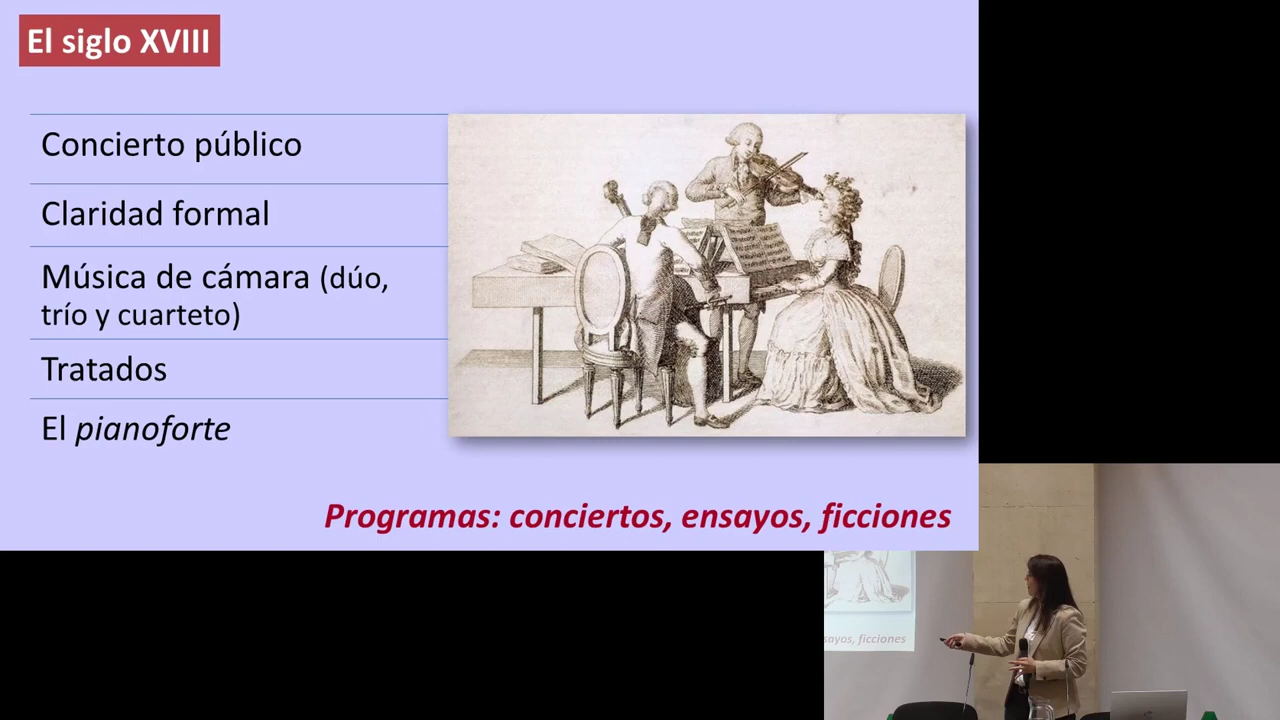 El siglo XVIII
Concierto público
Claridad formal
Música de cámara (dúo,
trío y cuarteto)
Tratados
El pianoforte
Programas: conciertos, ensayos, ficciones
sayos, ficciones